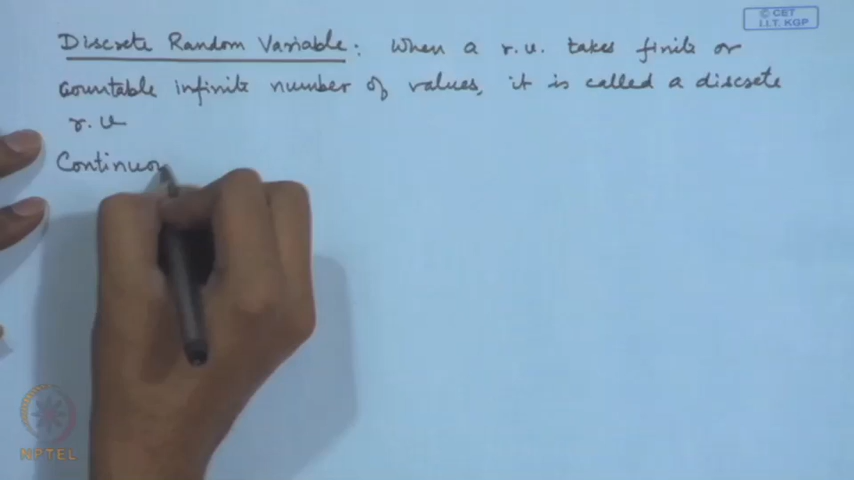 © CET
I.I.T. KGP
Discrete Random Variable : When a r.v. takes finite or
countable infinite number of values, it is called a discrete
r.v
Continuo
NPTEL